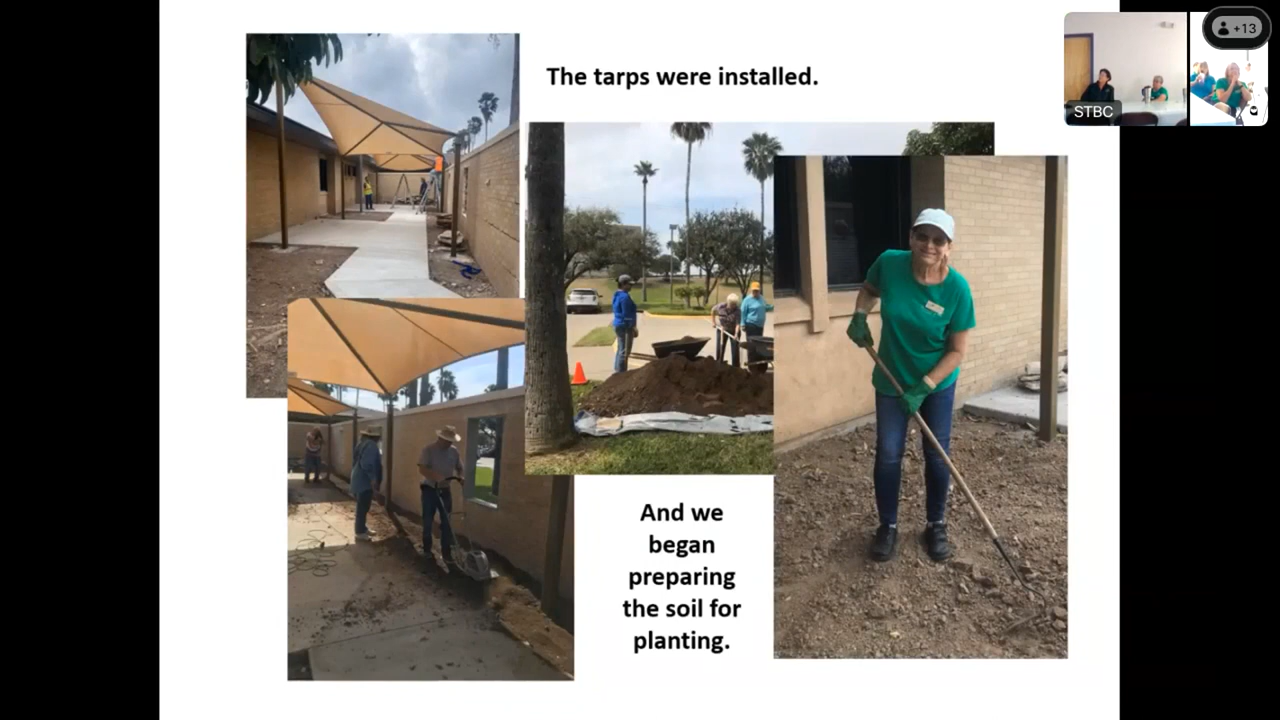 The tarps were installed.
+13
STBC
And we
began
preparing
the soil for
planting.